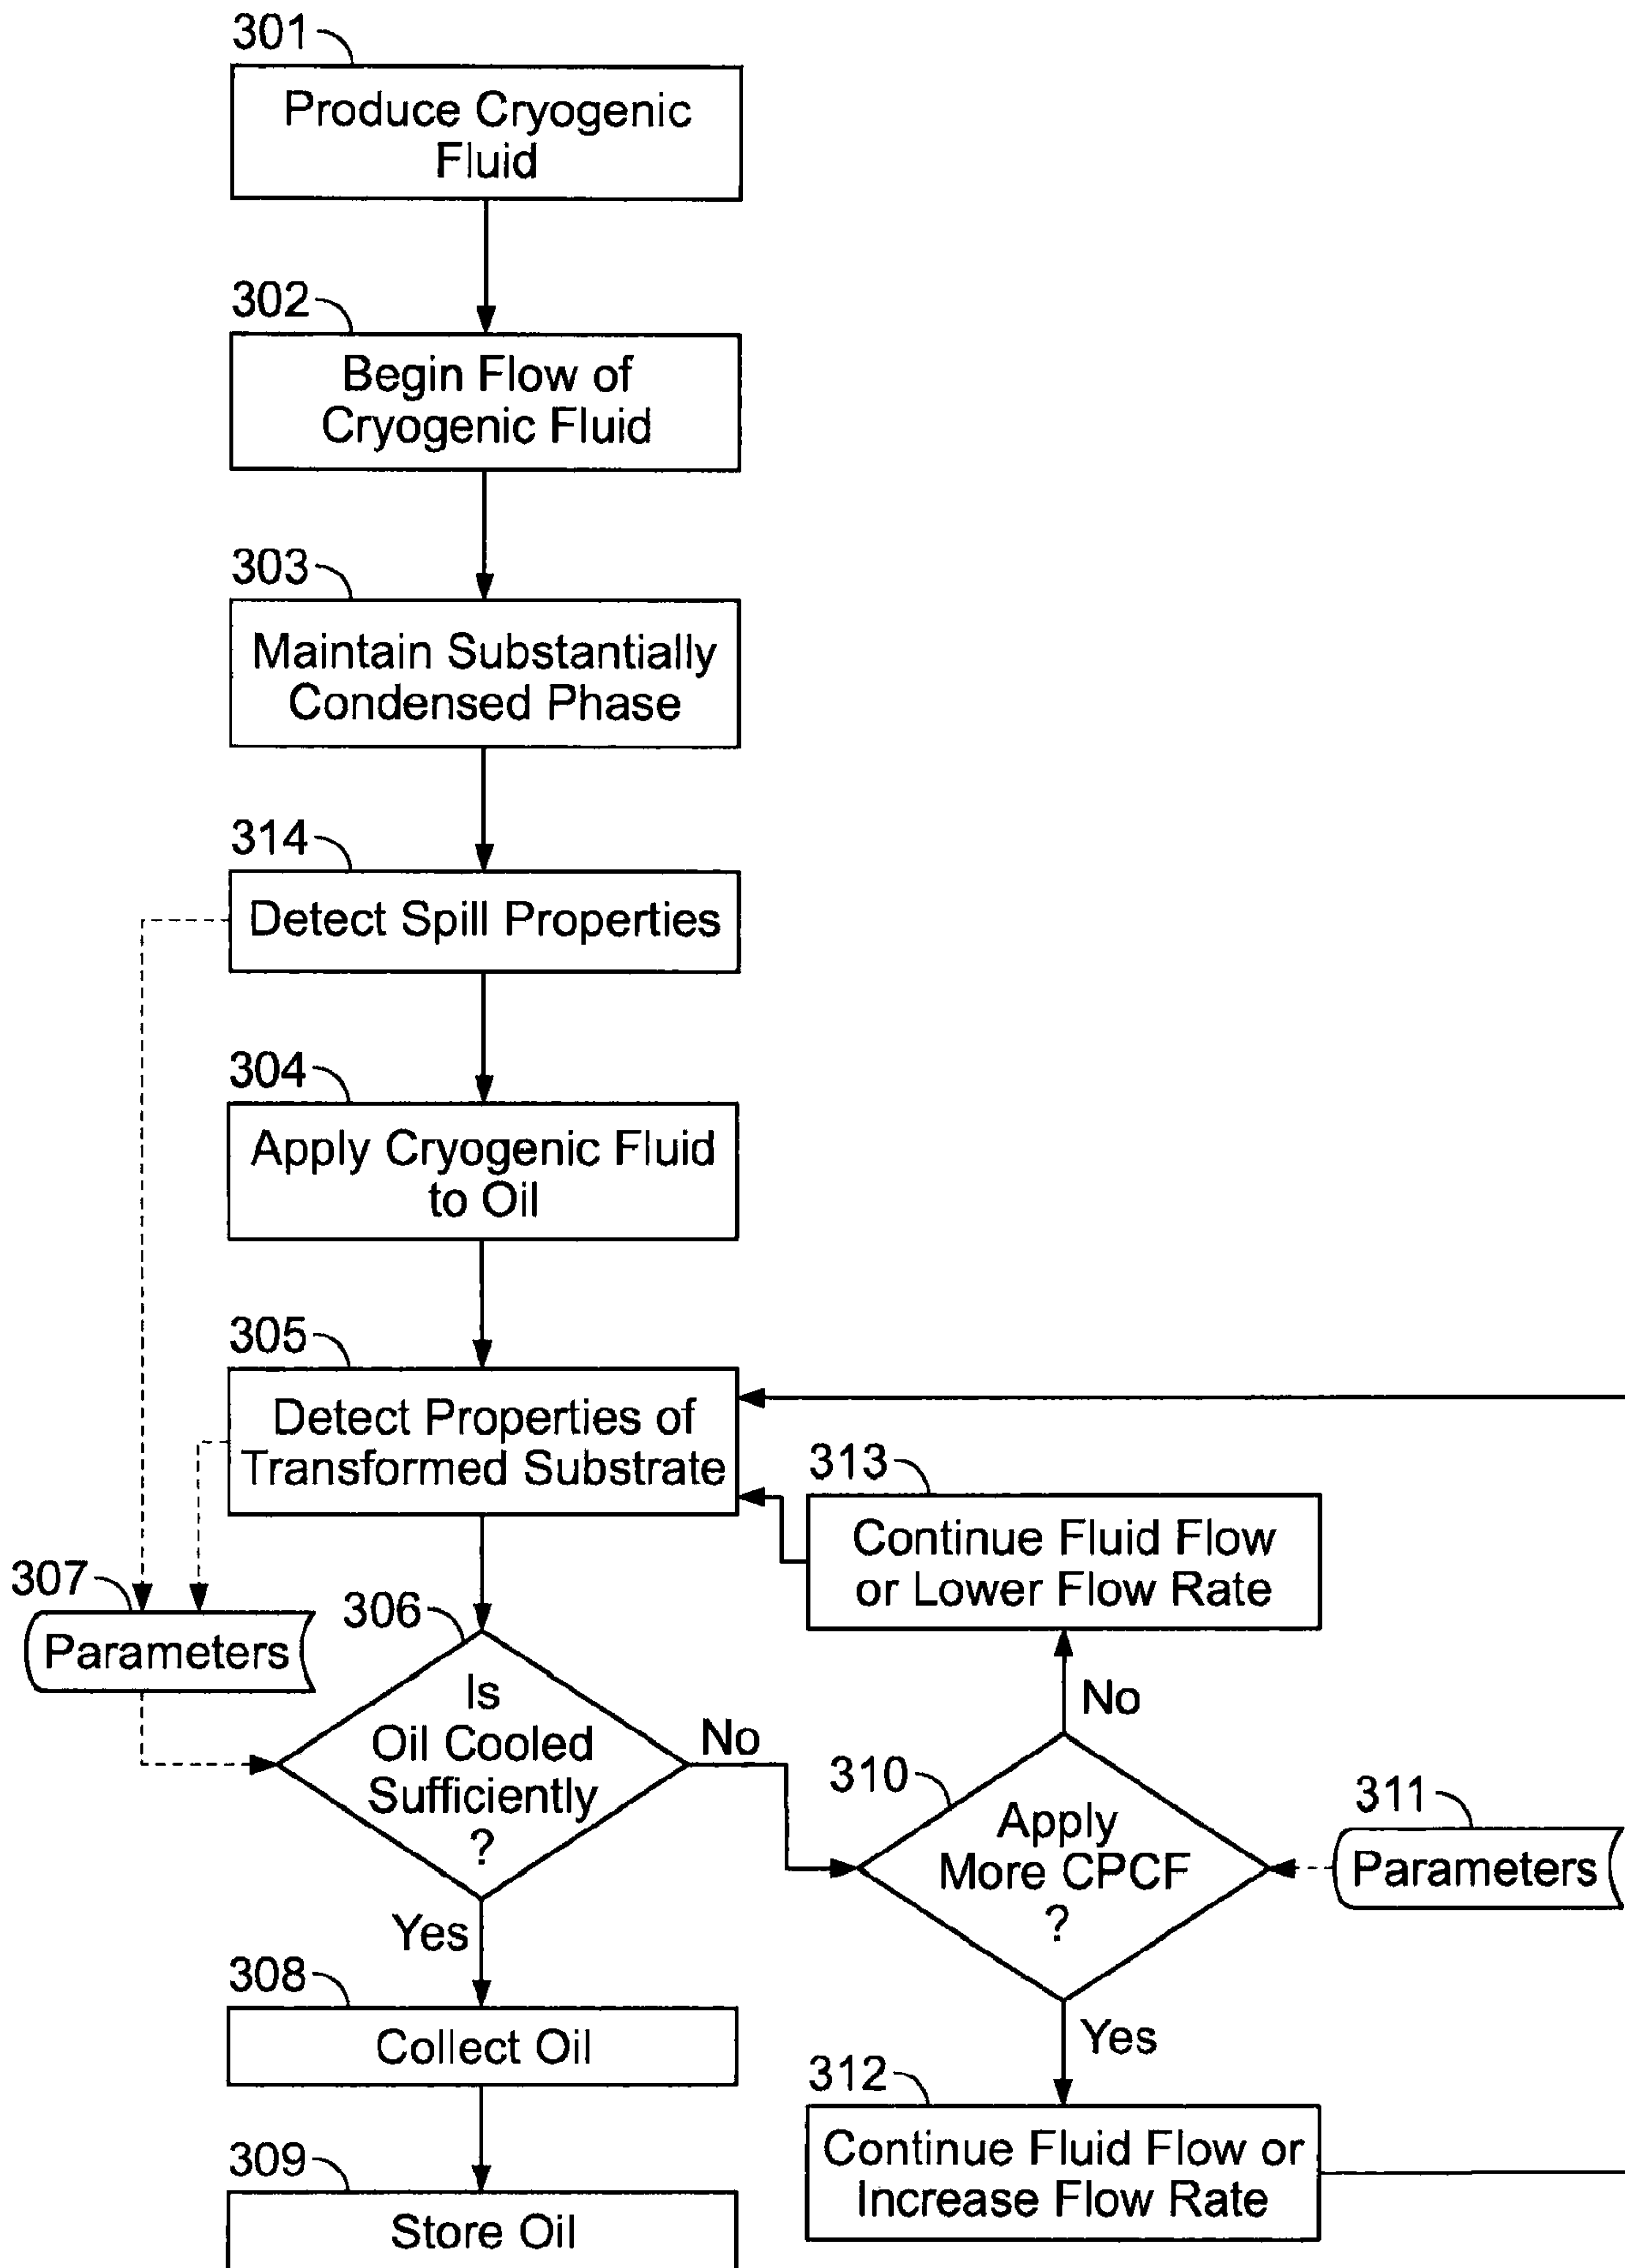 301
Produce Cryogenic
Fluid
302
Begin Flow of
Cryogenic Fluid
303
Maintain Substantially
Condensed Phase
314
Detect Spill Properties
304
Apply Cryogenic Fluid
to Oil
305
Detect Properties of
Transformed Substrate
313
Continue Fluid Flow
or Lower Flow Rate
307
Parameters
306
Is
Oil Cooled
Sufficiently
?
No
No
310
Apply
More CPCF
?
311
Parameters
Yes
308
Collect Oil
Yes
312
Continue Fluid Flow or
Increase Flow Rate
309
Store Oil